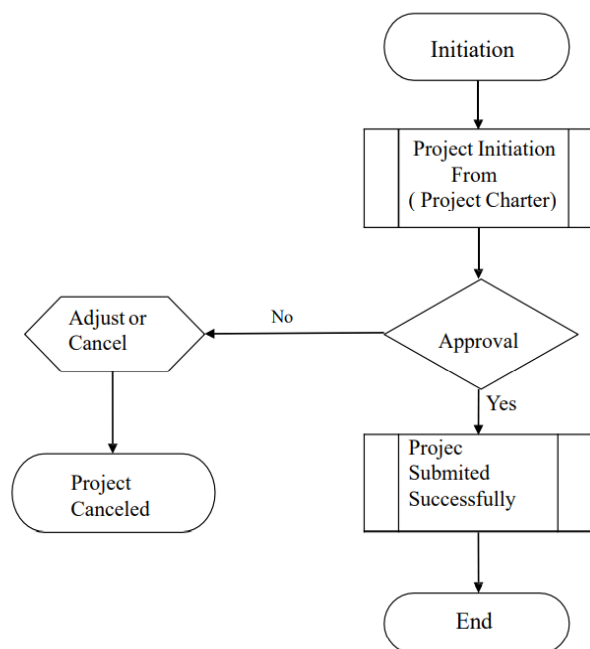 Initiation
Project Initiation
From
( Project Charter)
No
Adjust or
Cancel
Approval
Yes
Projec
Submited
Successfully
Project
Canceled
End